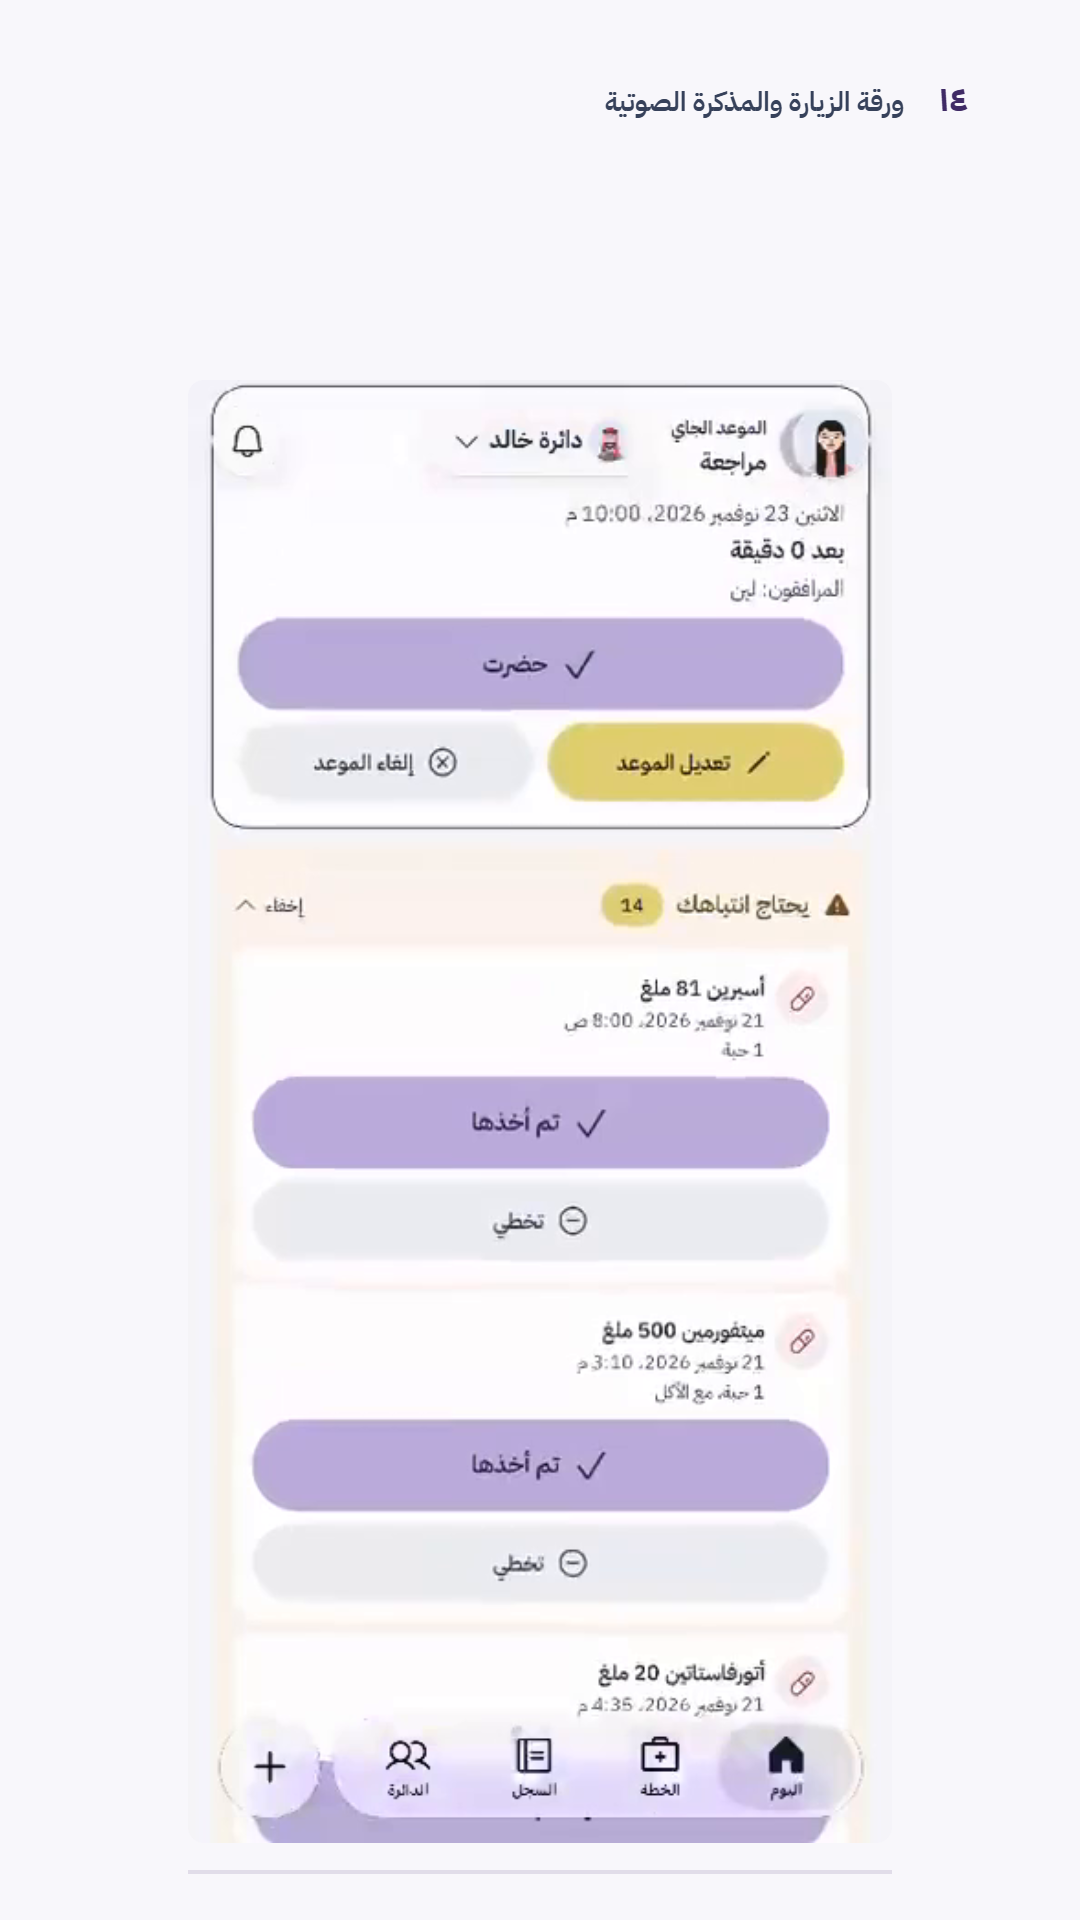 ١٤ ورقة الزيارة والمذكرة الصوتية
الموعد الجاي
مراجعة
دائرة خالد
الاثنين 23 نوفمبر 2026، 10:00 م
بعد 0 دقيقة
المرافقون: لين
حضرت
تعديل الموعد
إلغاء الموعد
يحتاج انتباهك 14
إخفاء
أسبرين 81 ملغ
21 نوفمبر 2026، 8:00 ص
1 حبة
تم أخذها
تخطي
ميتفورمين 500 ملغ
21 نوفمبر 2026، 3:10 م
1 حبة، مع الأكل
تم أخذها
تخطي
أتورفاستاتين 20 ملغ
21 نوفمبر 2026، 4:35 م
اليوم
الخطة
السجل
الدائرة